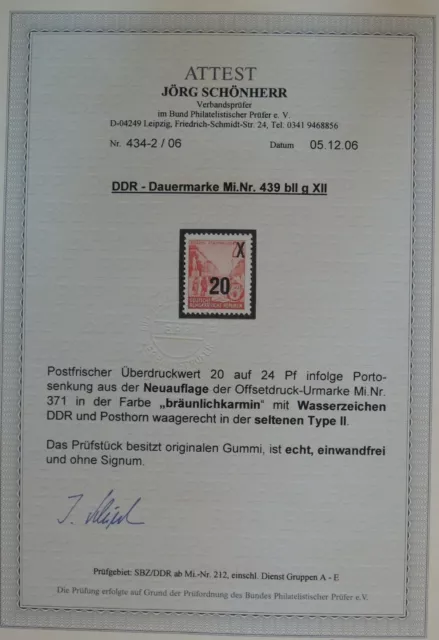 ATTEST
JÖRG SCHÖNHERR
Verbandsprüfer
im Bund Philatelistischer Prüfer e. V.
D-04249 Leipzig, Friedrich-Schmidt-Str. 24, Tel. 0341 9468856
Nr. 434-2 / 06 Datum 05.12.06
DDR - Dauermarke Mi.Nr. 439 bII g XII
X
20
Postfrischer Überdruckwert 20 auf 24 Pf infolge Porto-
senkung aus der Neuauflage der Offsetdruck-Urmarke Mi.Nr.
371 in der Farbe „bräunlichkarmin“ mit Wasserzeichen
DDR und Posthorn waagerecht in der seltenen Type II.
Das Prüfstück besitzt originalen Gummi, ist echt, einwandfrei
und ohne Signum.
Prüfgebiet: SBZ/DDR ab Mi.-Nr. 212, einschl. Dienst Gruppen A - E
Die Prüfung erfolgte auf Grund der Prüfordnung des Bundes Philatelistischer Prüfer e. V.